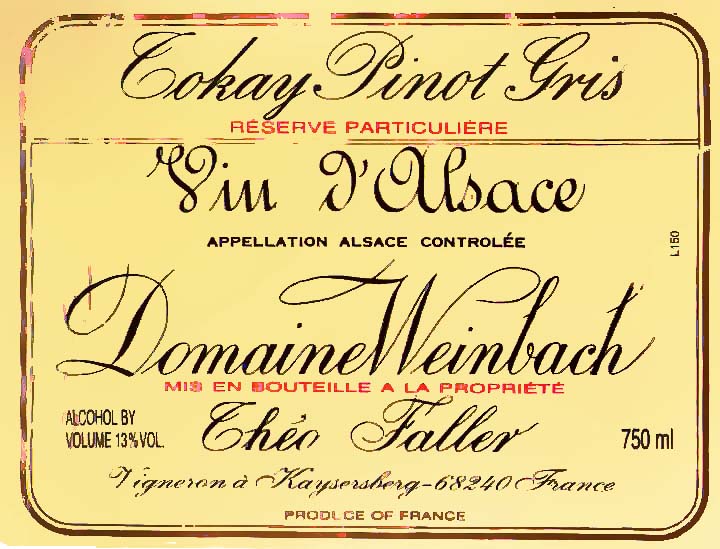 Tokay Pinot Gris
RÉSERVE PARTICULIÈRE
Vin d'Alsace
APPELLATION ALSACE CONTROLÉE
L150
Domaine Weinbach
MIS EN BOUTEILLE A LA PROPRIÉTÉ
ALCOHOL BY
VOLUME 13%VOL.
Théo Faller
750 ml
Vigneron à Kaysersberg-68240 France
PRODUCE OF FRANCE